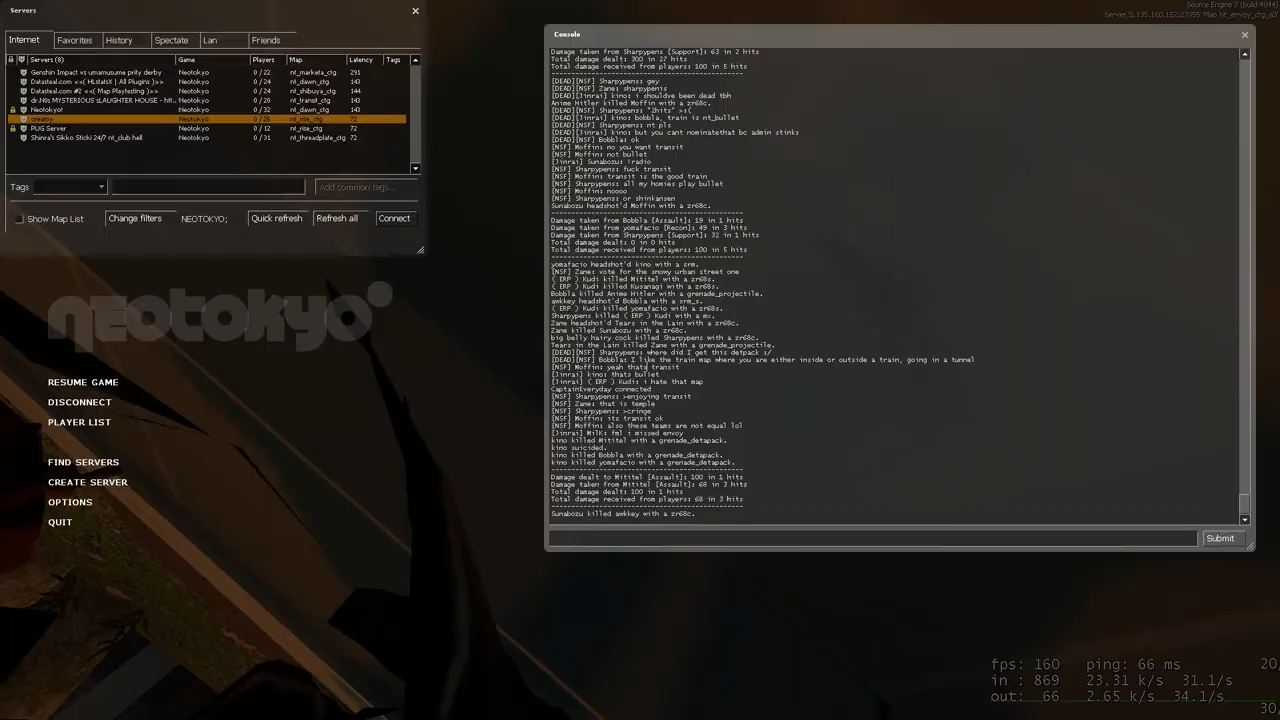 Servers
Internet Favorites History Spectate Lan Friends
Servers (8) Game Players Map Latency Tags
Genshin Impact vs umamusume prity derby Neotokyo 0 / 22 nt_marketa_ctg 291
Datasteal.com <<( HLstatsX | All Plugins )>> Neotokyo 0 / 24 nt_dawn_ctg 143
Datasteal.com #2 <<( Map Playtesting )>> Neotokyo 0 / 24 nt_shibuya_ctg 144
dr.Nls MYSTERIOUS sLAUGHTER HOUSE - hit... Neotokyo 0 / 20 nt_transit_ctg 143
Neotokyo! Neotokyo 0 / 32 nt_dawn_ctg 143
creamy Neotokyo 0 / 26 nt_rise_ctg 72
PUG Server Neotokyo 0 / 12 nt_rise_ctg 72
Shinra's Sikko Sticki 24/7 nt_club hell Neotokyo 0 / 31 nt_threadplate_ctg 72
Tags Add common tags...
Show Map List Change filters NEOTOKYO; Quick refresh Refresh all Connect
neotokyo°
RESUME GAME
DISCONNECT
PLAYER LIST
FIND SERVERS
CREATE SERVER
OPTIONS
QUIT
Source Engine 7 (build 4044)
Server '5.135.160.152:27055' Map 'nt_envoy_ctg_a3'
Console
Damage taken from Sharpypens [Support]: 63 in 2 hits
Total damage dealt: 300 in 27 hits
Total damage received from players: 100 in 5 hits
--------------------------------------------------
[DEAD][NSF] Sharpypens: gey
[DEAD][NSF] Zane: sharpyenis
[DEAD][Jinrai] kino: i shouldve been dead tbh
Anime Hitler killed Moffin with a zr68c.
[DEAD][NSF] Sharpypens: "2hits" >:(
[DEAD][Jinrai] kino: bobbla, train is nt_bullet
[DEAD][NSF] Sharpypens: nt pls
[DEAD][Jinrai] kino: but you cant nominatethat bc admin stinks
[DEAD][NSF] Bobbla: ok
[NSF] Moffin: no you want transit
[NSF] Moffin: not bullet
[Jinrai] Sunabozu: iradio
[NSF] Sharpypens: fuck transit
[NSF] Moffin: transit is the good train
[NSF] Sharpypens: all my homies play bullet
[NSF] Moffin: noooo
[NSF] Sharpypens: or shinkansen
Sunabozu headshot'd Moffin with a zr68c.
--------------------------------------------------
Damage taken from Bobbla [Assault]: 19 in 1 hits
Damage taken from yomafacio [Recon]: 49 in 3 hits
Damage taken from Sharpypens [Support]: 32 in 1 hits
Total damage dealt: 0 in 0 hits
Total damage received from players: 100 in 5 hits
--------------------------------------------------
yomafacio headshot'd kino with a srm.
[NSF] Zane: vote for the snowy urban street one
( ERP ) Kudi killed Mititel with a zr68s.
( ERP ) Kudi killed Kusanagi with a zr68s.
Bobbla killed Anime Hitler with a grenade_projectile.
awkkey headshot'd Bobbla with a srm_s.
( ERP ) Kudi killed yomafacio with a zr68s.
Sharpypens killed ( ERP ) Kudi with a mx.
Zane headshot'd Tears in the Lain with a zr68c.
Zane killed Sunabozu with a zr68c.
big belly hairy cock killed Sharpypens with a zr68c.
Tears in the Lain killed Zane with a grenade_projectile.
[DEAD][NSF] Sharpypens: where did I get this detpack :/
[DEAD][NSF] Bobbla: I like the train map where you are either inside or outside a train, going in a tunnel
[NSF] Moffin: yeah thats transit
[Jinrai] kino: thats bullet
[Jinrai] ( ERP ) Kudi: i hate that map
CaptainEveryday connected
[NSF] Sharpypens: >enjoying transit
[NSF] Zane: that is temple
[NSF] Sharpypens: >cringe
[NSF] Moffin: its transit ok
[NSF] Moffin: also these teams are not equal lol
[Jinrai] MilK: fml i missed envoy
kino killed Mititel with a grenade_detapack.
kino suicided.
kino killed Bobbla with a grenade_detapack.
kino killed yomafacio with a grenade_detapack.
--------------------------------------------------
Damage dealt to Mititel [Assault]: 100 in 1 hits
Damage taken from Mititel [Assault]: 68 in 3 hits
Total damage dealt: 100 in 1 hits
Total damage received from players: 68 in 3 hits
--------------------------------------------------
Sunabozu killed awkkey with a zr68c.
Submit
fps: 160 ping: 66 ms 20,
in : 869 23.31 k/s 31.1/s
out: 66 2.65 k/s 34.1/s
30,